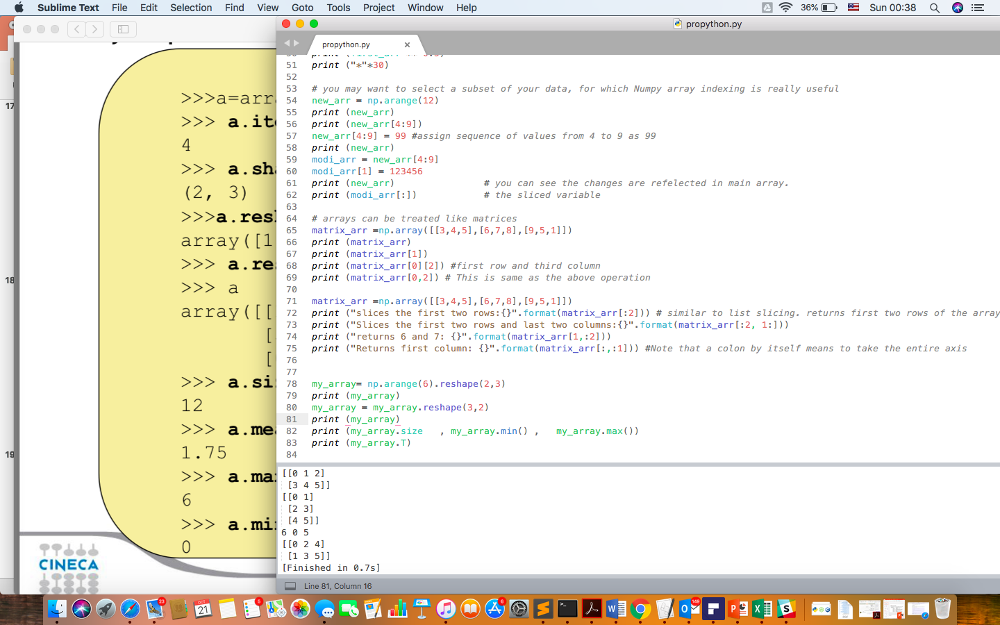 Sublime Text File Edit Selection Find View Goto Tools Project Window Help 36% Sun 00:38
propython.py
propython.py
51 print ("*"*30)
52
53 # you may want to select a subset of your data, for which Numpy array indexing is really useful
54 new_arr = np.arange(12)
55 print (new_arr)
56 print (new_arr[4:9])
57 new_arr[4:9] = 99 #assign sequence of values from 4 to 9 as 99
58 print (new_arr)
59 modi_arr = new_arr[4:9]
60 modi_arr[1] = 123456
61 print (new_arr) # you can see the changes are refelected in main array.
62 print (modi_arr[:]) # the sliced variable
63
64 # arrays can be treated like matrices
65 matrix_arr =np.array([[3,4,5],[6,7,8],[9,5,1]])
66 print (matrix_arr)
67 print (matrix_arr[1])
68 print (matrix_arr[0][2]) #first row and third column
69 print (matrix_arr[0,2]) # This is same as the above operation
70
71 matrix_arr =np.array([[3,4,5],[6,7,8],[9,5,1]])
72 print ("slices the first two rows:{}".format(matrix_arr[:2])) # similar to list slicing. returns first two rows of the array
73 print ("Slices the first two rows and last two columns:{}".format(matrix_arr[:2, 1:]))
74 print ("returns 6 and 7: {}".format(matrix_arr[1,:2]))
75 print ("Returns first column: {}".format(matrix_arr[:,:1])) #Note that a colon by itself means to take the entire axis
76
77
78 my_array= np.arange(6).reshape(2,3)
79 print (my_array)
80 my_array = my_array.reshape(3,2)
81 print (my_array)
82 print (my_array.size , my_array.min() , my_array.max())
83 print (my_array.T)
84
[[0 1 2]
[3 4 5]]
[[0 1]
[2 3]
[4 5]]
6 0 5
[[0 2 4]
[1 3 5]]
[Finished in 0.7s]
Line 81, Column 16
17
18
19
>>>a=arr
>>> a.it
4
>>> a.sh
(2, 3)
>>>a.res
array([1
>>> a.re
>>> a
array([[
[
[
>>> a.si
12
>>> a.me
1.75
>>> a.ma
6
>>> a.mi
0
CINECA
23
OCT
21
5
6
149